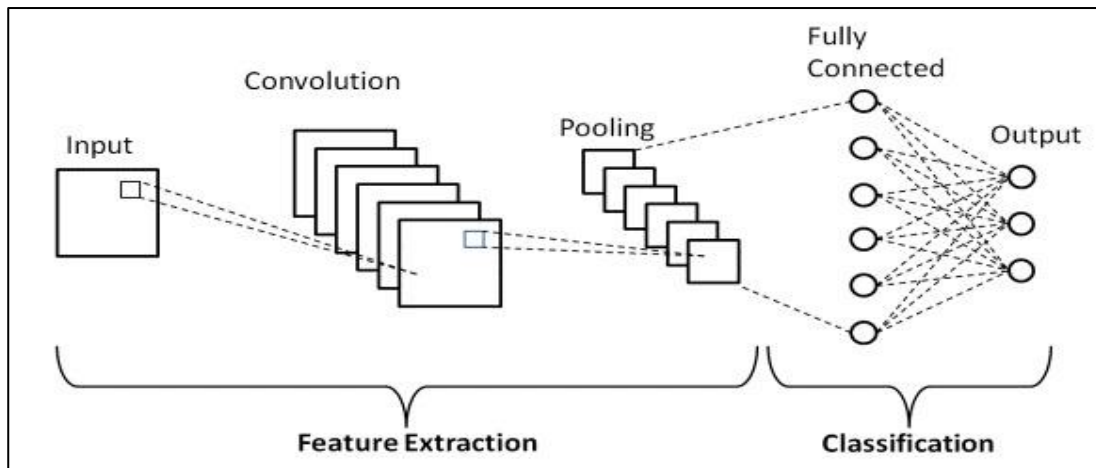 Input
Convolution
Pooling
Fully
Connected
Output
Feature Extraction
Classification